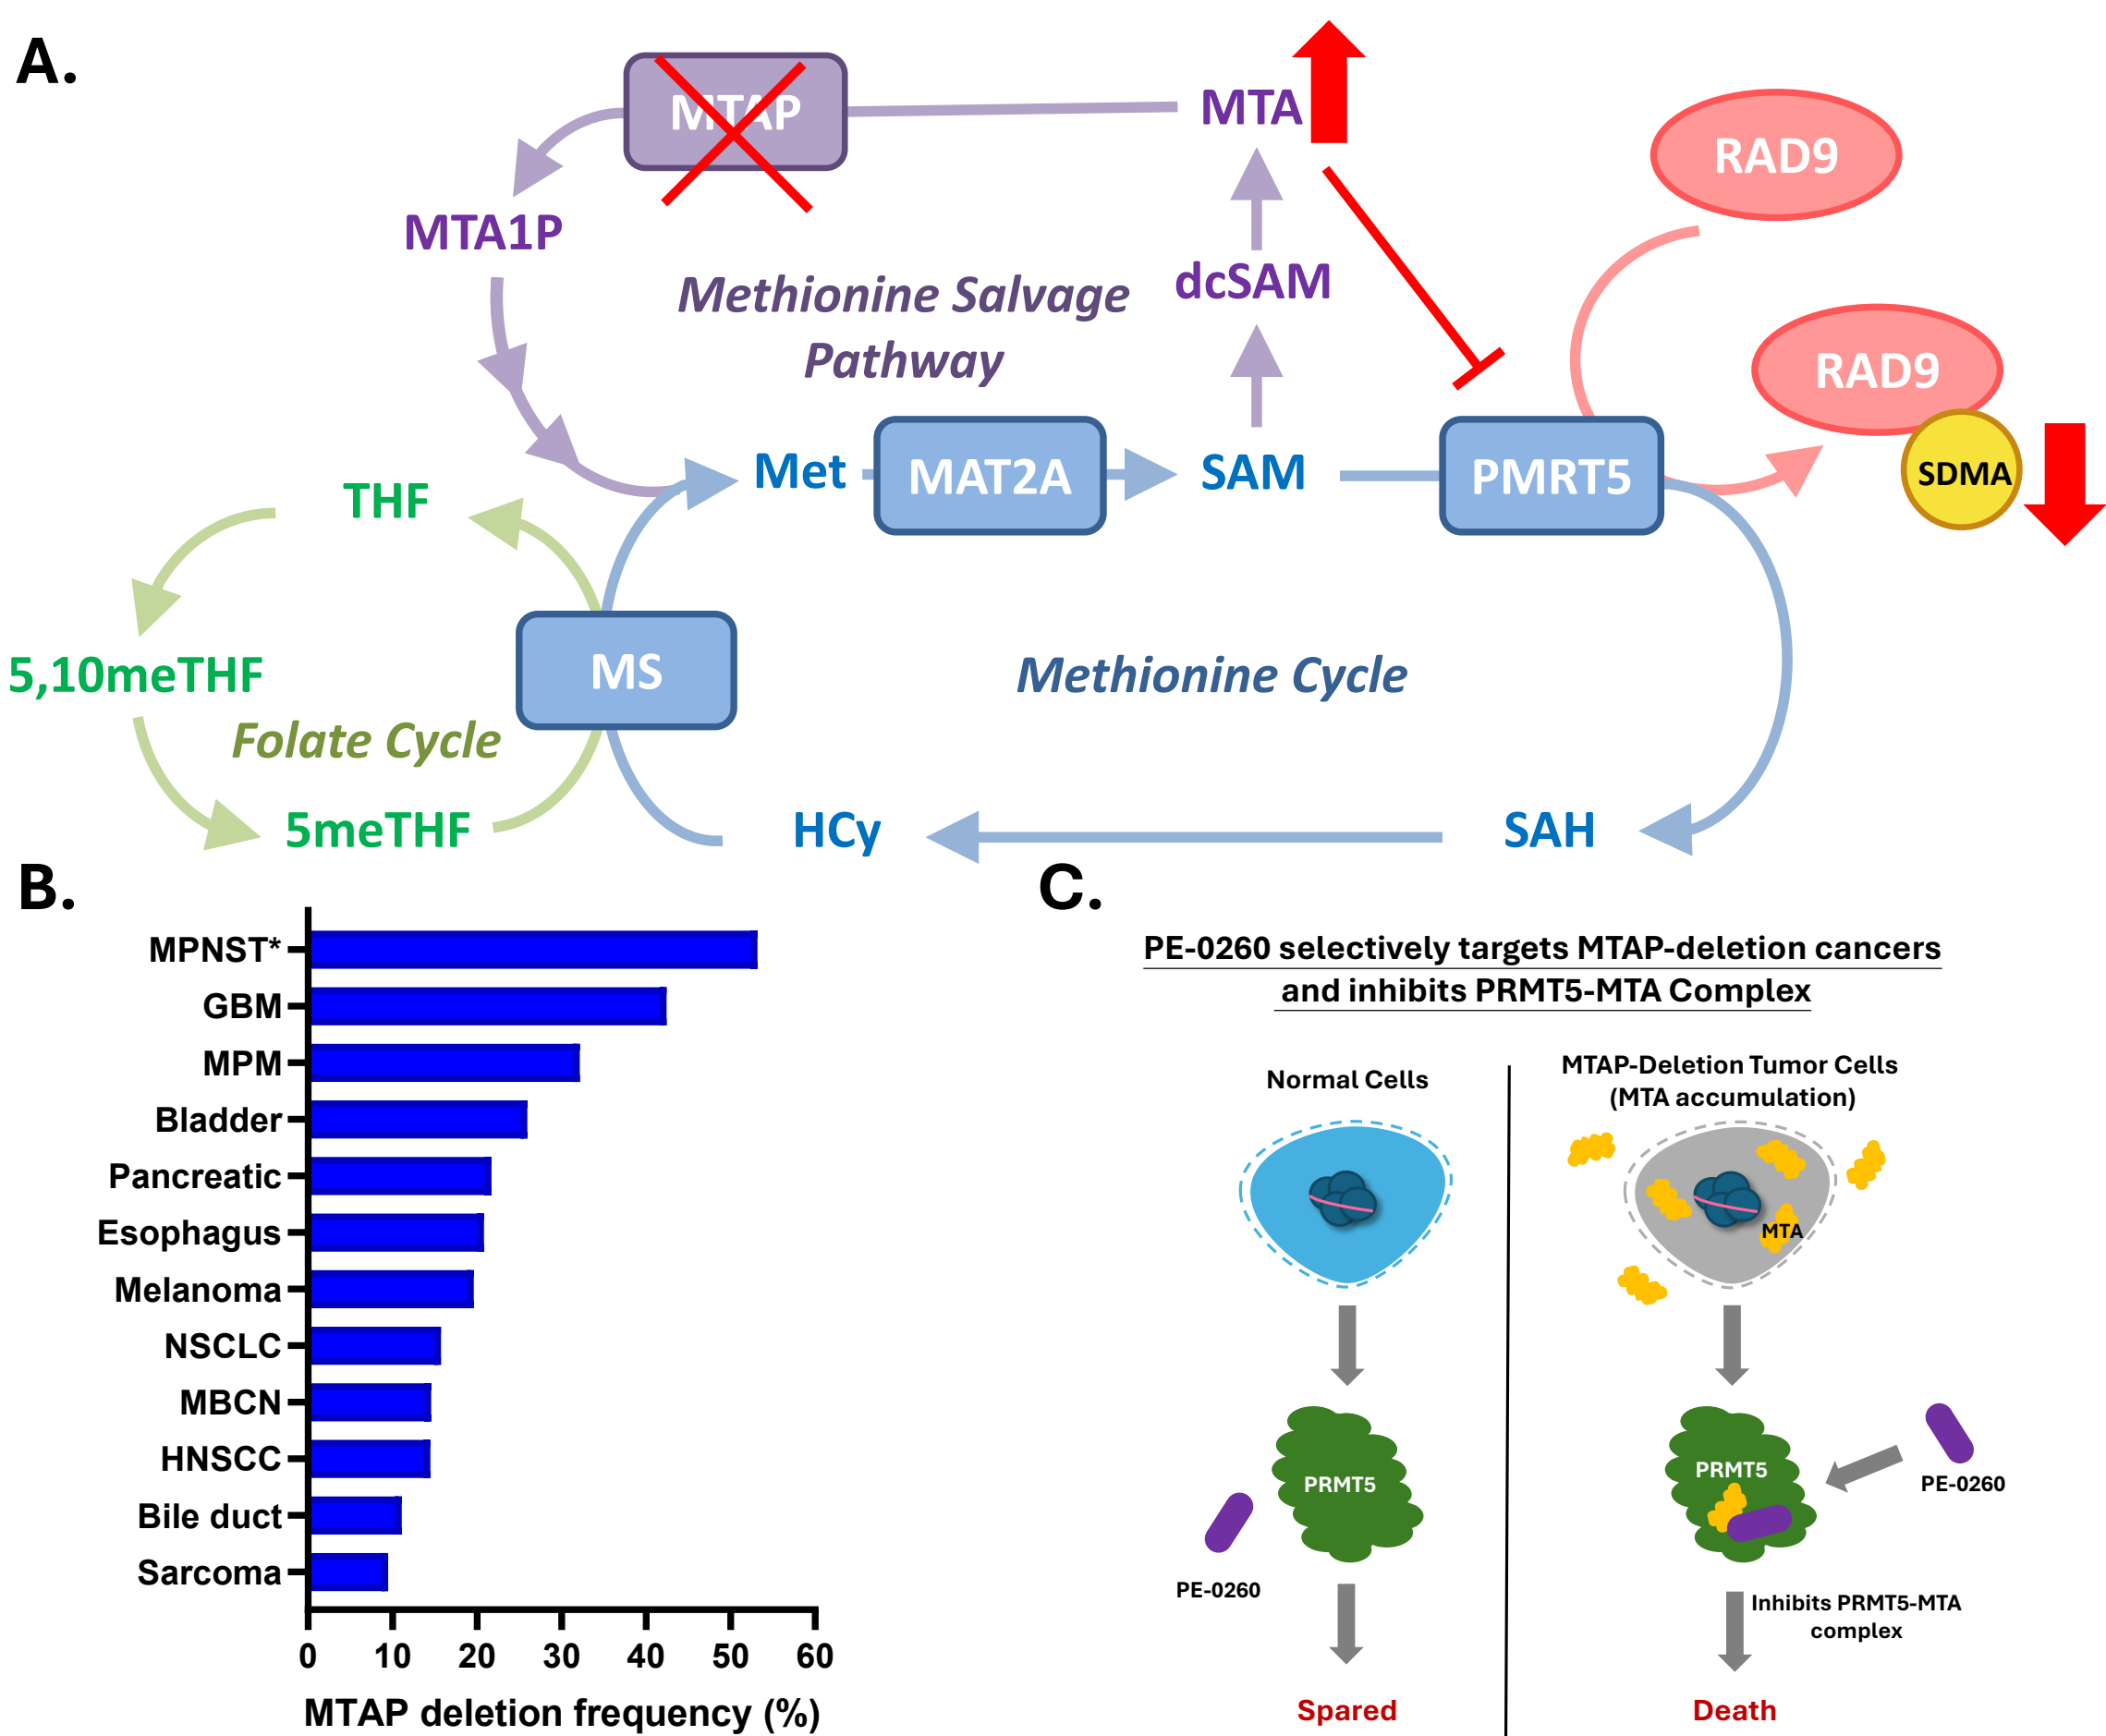 A.
MTAP
MTA
RAD9
MTA1P
dcSAM
Methionine Salvage
Pathway
RAD9
SDMA
THF
Met
MAT2A
SAM
PMRT5
5,10meTHF
MS
Methionine Cycle
Folate Cycle
5meTHF
HCy
SAH
B.
MPNST*
GBM
MPM
Bladder
Pancreatic
Esophagus
Melanoma
NSCLC
MBCN
HNSCC
Bile duct
Sarcoma
0 10 20 30 40 50 60
MTAP deletion frequency (%)
C.
PE-0260 selectively targets MTAP-deletion cancers
and inhibits PRMT5-MTA Complex
Normal Cells
MTAP-Deletion Tumor Cells
(MTA accumulation)
MTA
PRMT5
PE-0260
PRMT5
PE-0260
Inhibits PRMT5-MTA
complex
Spared
Death